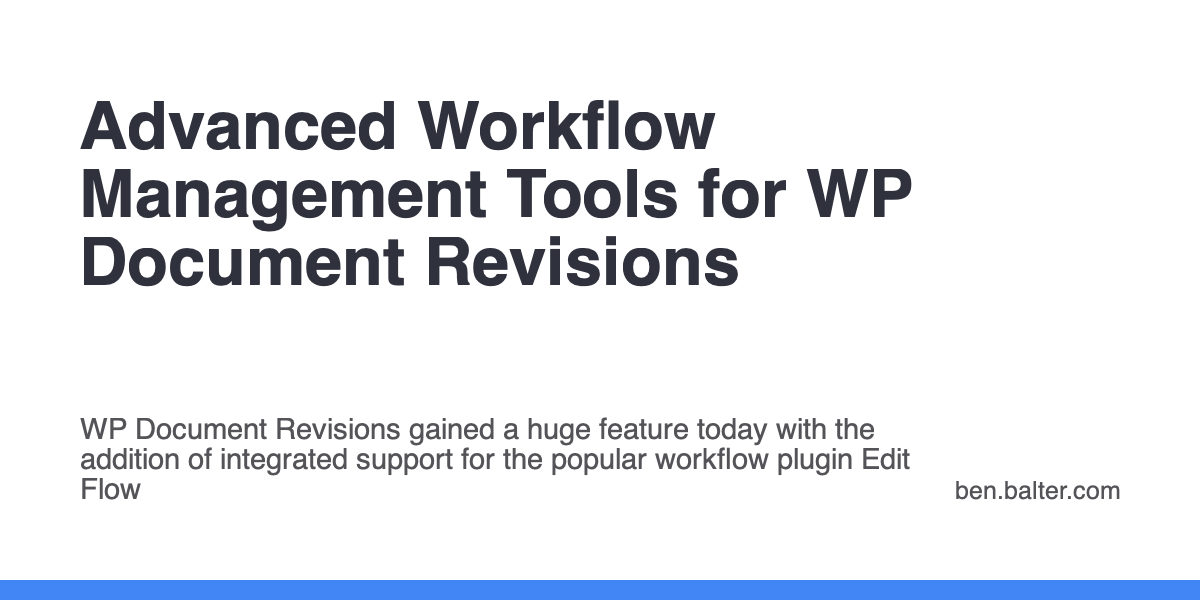 Advanced Workflow
Management Tools for WP
Document Revisions
WP Document Revisions gained a huge feature today with the
addition of integrated support for the popular workflow plugin Edit
Flow
ben.balter.com